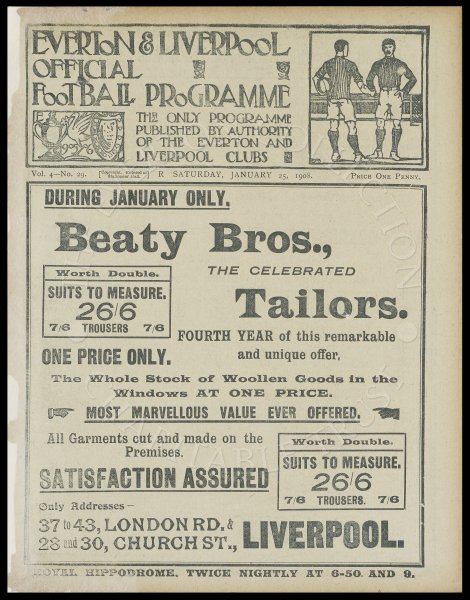 EVERTON & LIVERPOOL
OFFICIAL
FOOTBALL PROGRAMME
THE ONLY PROGRAMME
PUBLISHED BY AUTHORITY
OF THE EVERTON AND
LIVERPOOL CLUBS
Vol. 4—No. 29. R SATURDAY, JANUARY 25, 1908. PRICE ONE PENNY.
DURING JANUARY ONLY.
Beaty Bros.,
THE CELEBRATED
Tailors.
Worth Double.
SUITS TO MEASURE.
26/6
7/6 TROUSERS 7/6
FOURTH YEAR of this remarkable
and unique offer,
ONE PRICE ONLY.
The Whole Stock of Woollen Goods in the
Windows AT ONE PRICE.
MOST MARVELLOUS VALUE EVER OFFERED.
All Garments cut and made on the
Premises.
SATISFACTION ASSURED
Worth Double.
SUITS TO MEASURE.
26/6
7/6 TROUSERS. 7/6
Only Addresses—
37 to 43, LONDON RD. &
28 and 30, CHURCH ST., LIVERPOOL.
ROYAL HIPPODROME, TWICE NIGHTLY AT 6-50. AND 9.